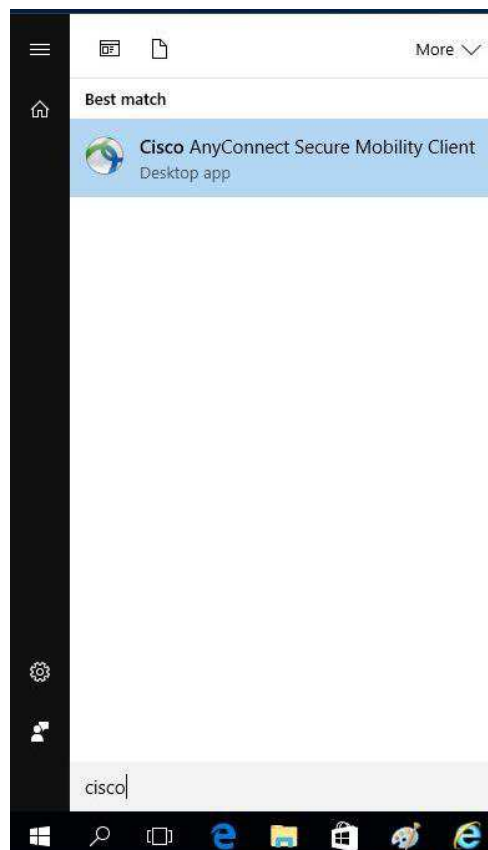 More
Best match
Cisco AnyConnect Secure Mobility Client
Desktop app
cisco